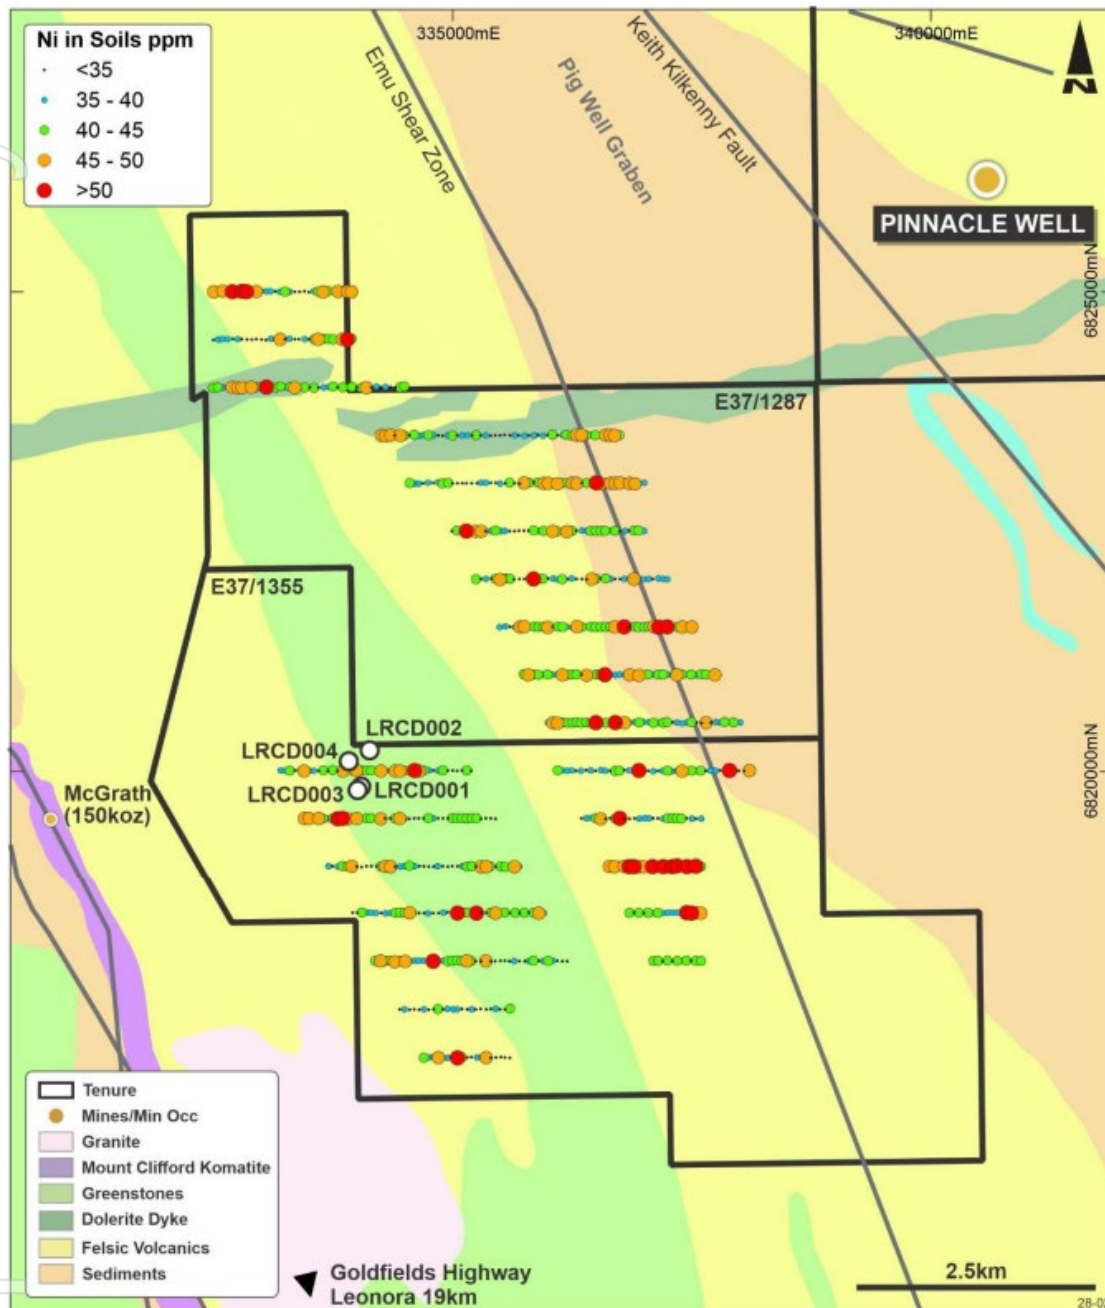 Ni in Soils ppm
<35
35 - 40
40 - 45
45 - 50
>50
335000mE
340000mE
N
Emu Shear Zone
Pig Well Graben
Keith Kilkenny Fault
PINNACLE WELL
6825000mN
E37/1287
E37/1355
LRCD002
LRCD004
LRCD003
LRCD001
McGrath
(150koz)
6820000mN
Tenure
Mines/Min Occ
Granite
Mount Clifford Komatite
Greenstones
Dolerite Dyke
Felsic Volcanics
Sediments
Goldfields Highway
Leonora 19km
2.5km